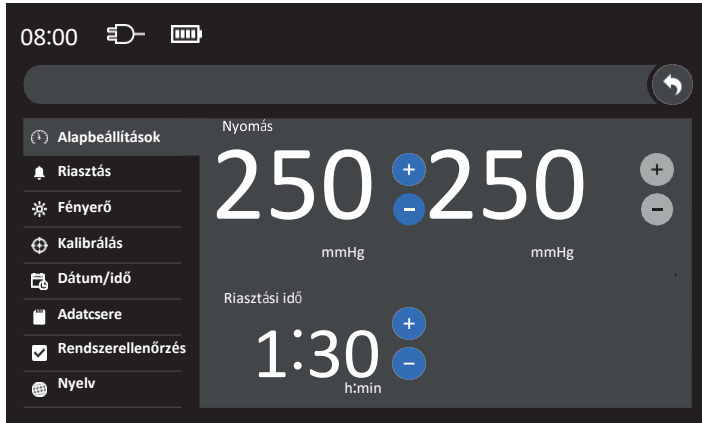 08:00
Alapbeállítások
Riasztás
Fényerő
Kalibrálás
Dátum/idő
Adatcsere
Rendszerellenőrzés
Nyelv
Nyomás
250 + - 250 + -
mmHg mmHg
Riasztási idő
1:30 + -
h:min